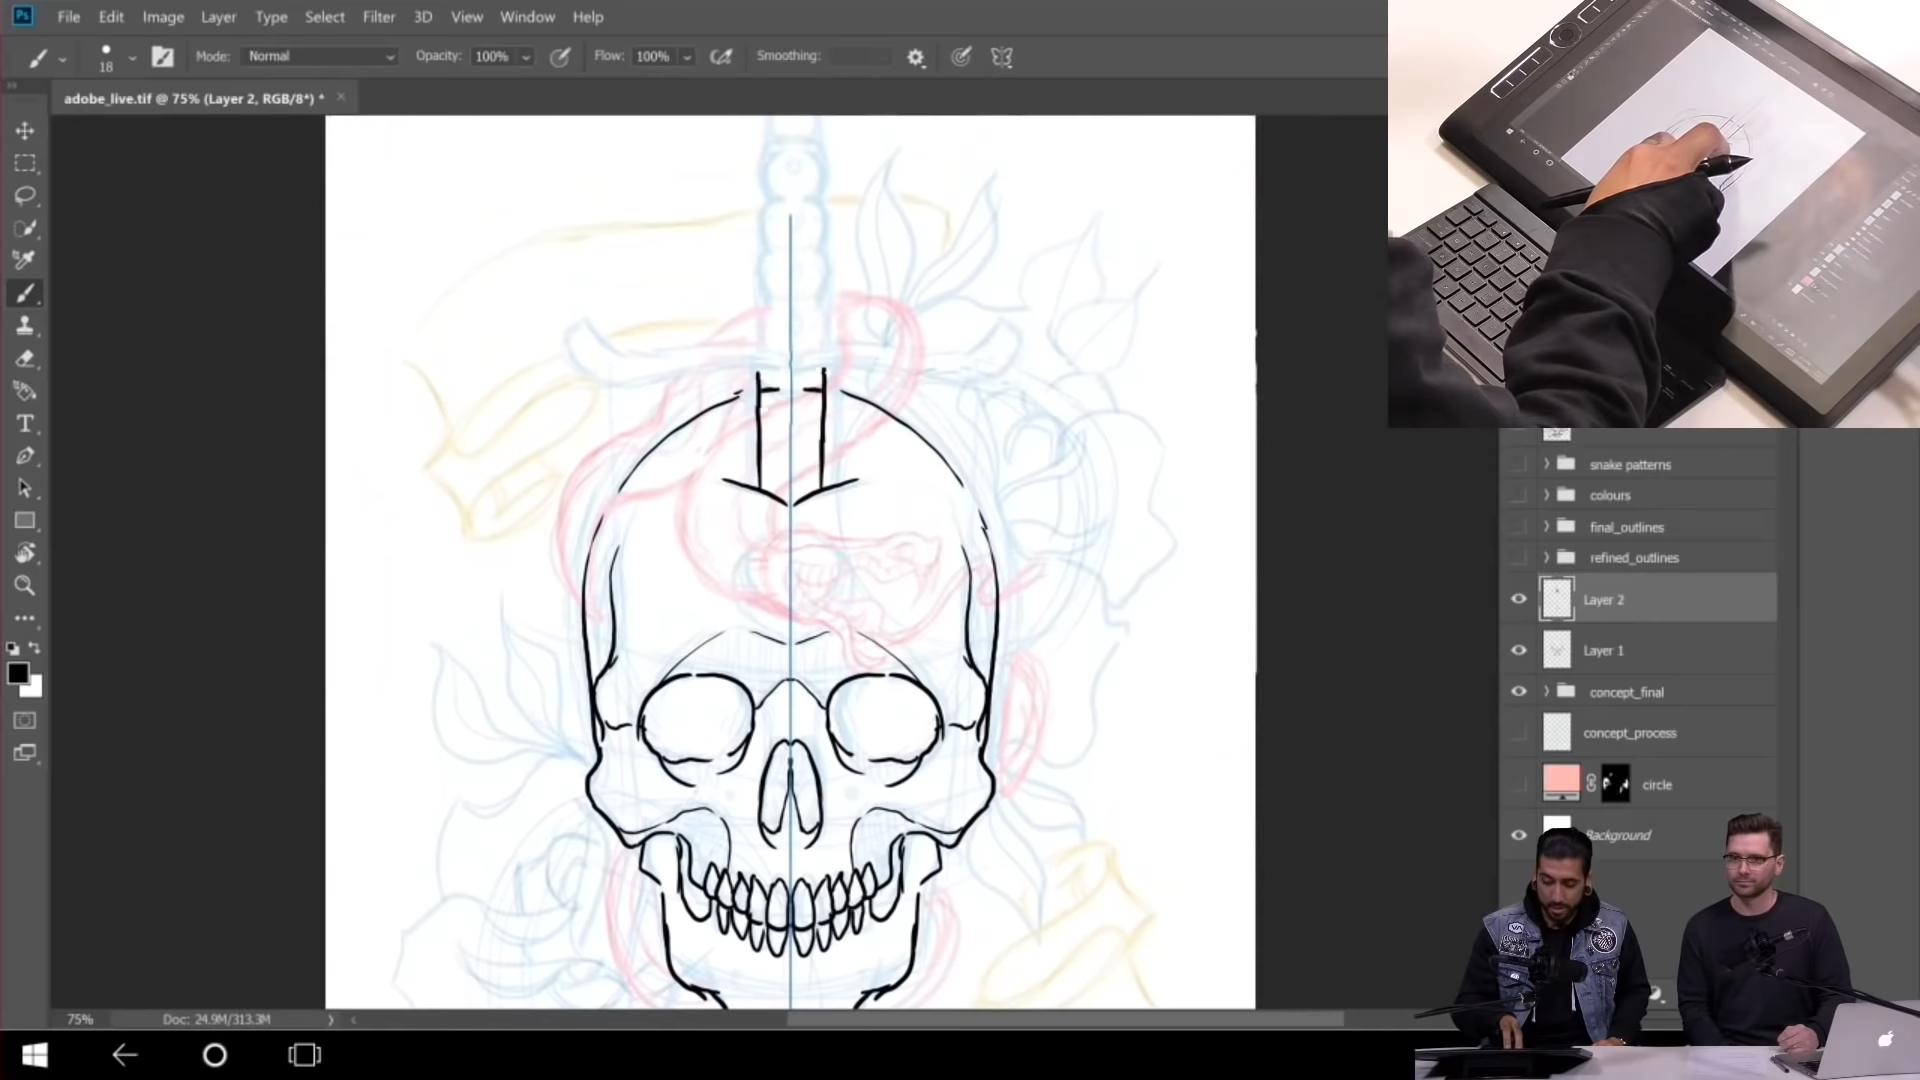 Ps File Edit Image Layer Type Select Filter 3D View Window Help
18 Mode: Normal Opacity: 100% Flow: 100% Smoothing:
adobe_live.tif @ 75% (Layer 2, RGB/8*) *
snake patterns
colours
final_outlines
refined_outlines
Layer 2
Layer 1
concept_final
concept_process
circle
Background
75% Doc: 24.9M/313.3M